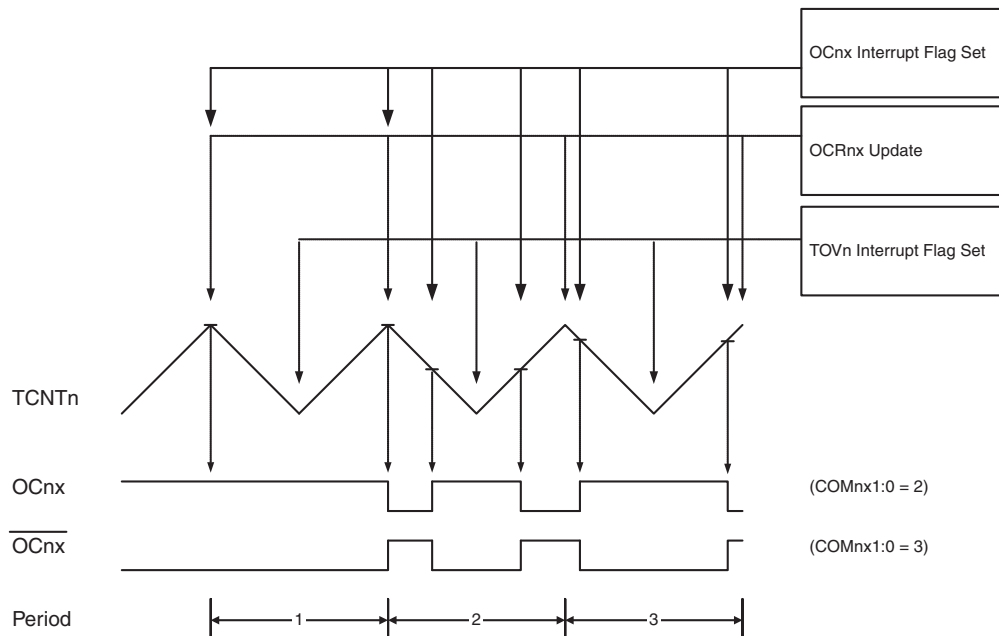 OCnx Interrupt Flag Set
OCRnx Update
TOVn Interrupt Flag Set
TCNTn
OCnx (COMnx1:0 = 2)
OCnx (COMnx1:0 = 3)
Period 1 2 3